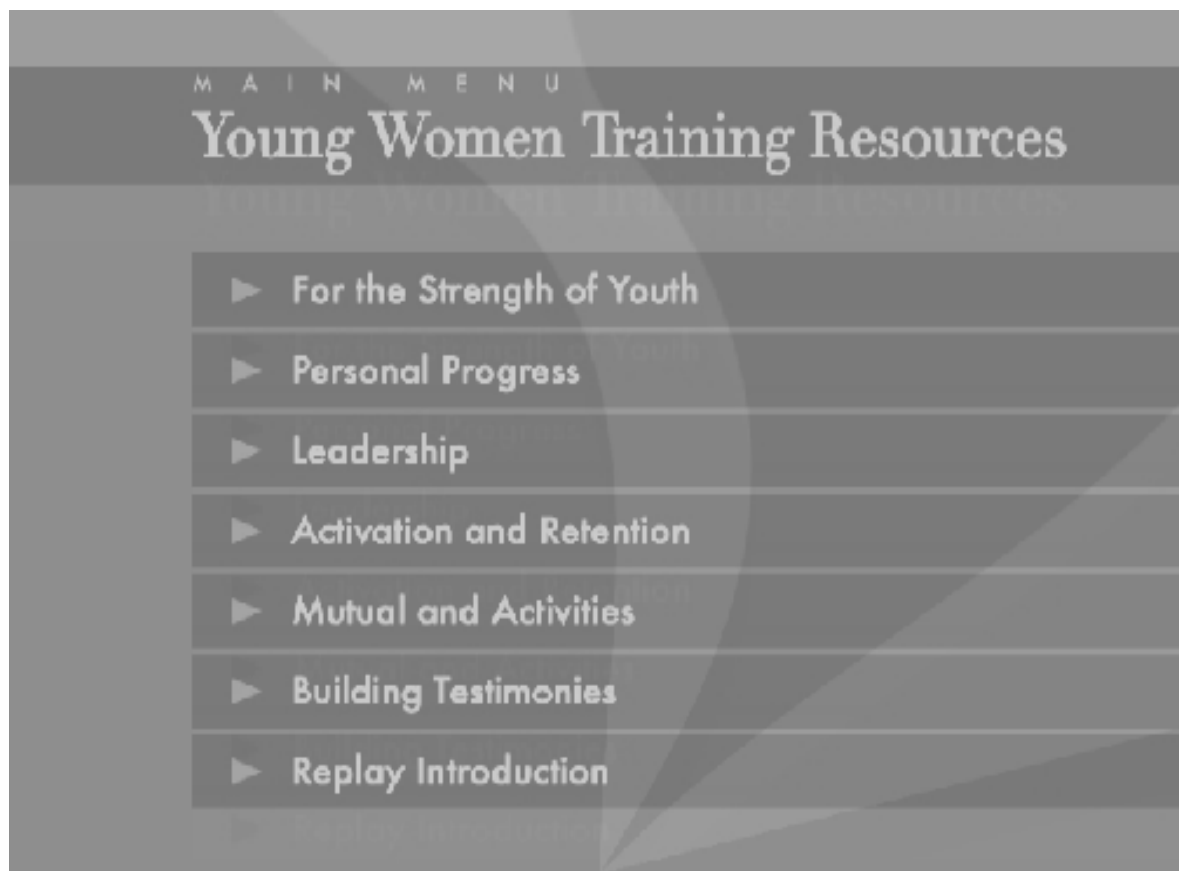 MAIN MENU
Young Women Training Resources
For the Strength of Youth
Personal Progress
Leadership
Activation and Retention
Mutual and Activities
Building Testimonies
Replay Introduction